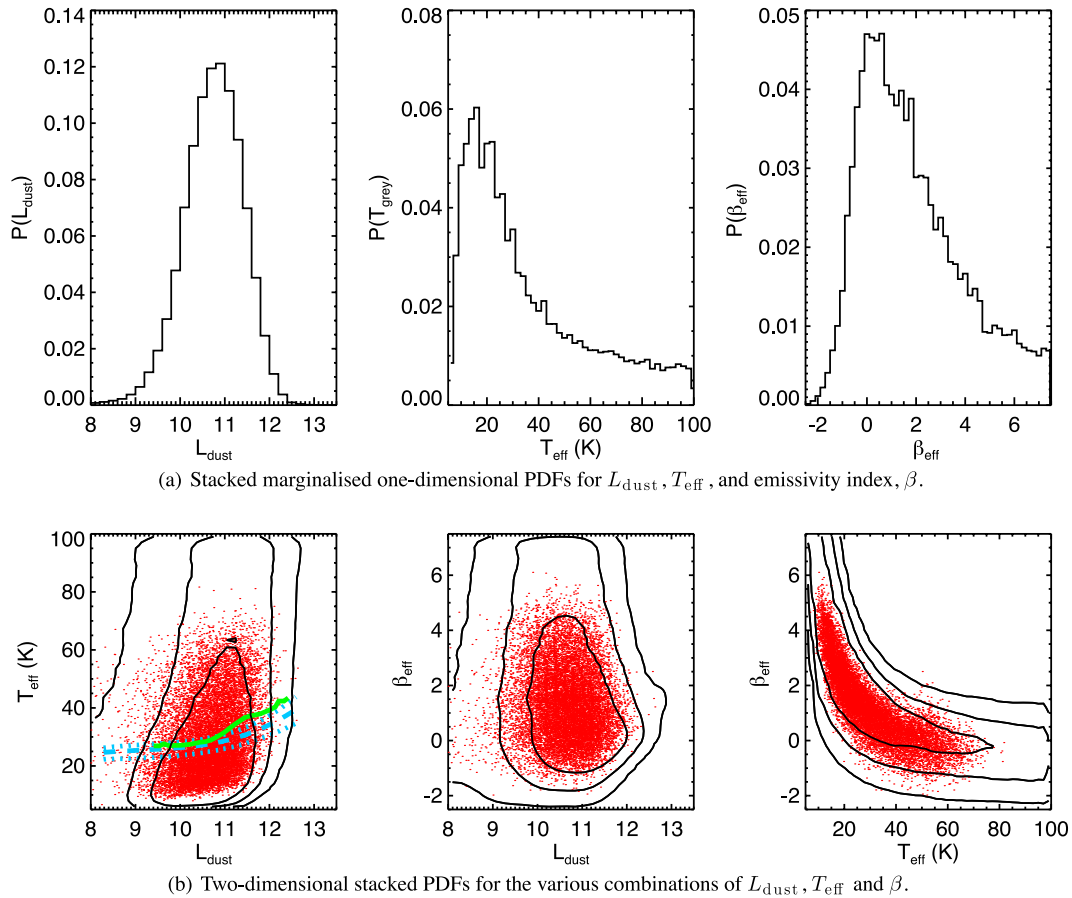 0.14
0.12
0.10
0.08
0.06
0.04
0.02
0.00
P(L_dust)
8 9 10 11 12 13
L_dust
0.08
0.06
0.04
0.02
0.00
P(T_grey)
20 40 60 80 100
T_eff (K)
0.05
0.04
0.03
0.02
0.01
0.00
P(β_eff)
-2 0 2 4 6
β_eff
(a) Stacked marginalised one-dimensional PDFs for L_dust, T_eff, and emissivity index, β.
100
80
60
40
20
T_eff (K)
8 9 10 11 12 13
L_dust
6
4
2
0
-2
β_eff
8 9 10 11 12 13
L_dust
6
4
2
0
-2
β_eff
20 40 60 80 100
T_eff (K)
(b) Two-dimensional stacked PDFs for the various combinations of L_dust, T_eff and β.